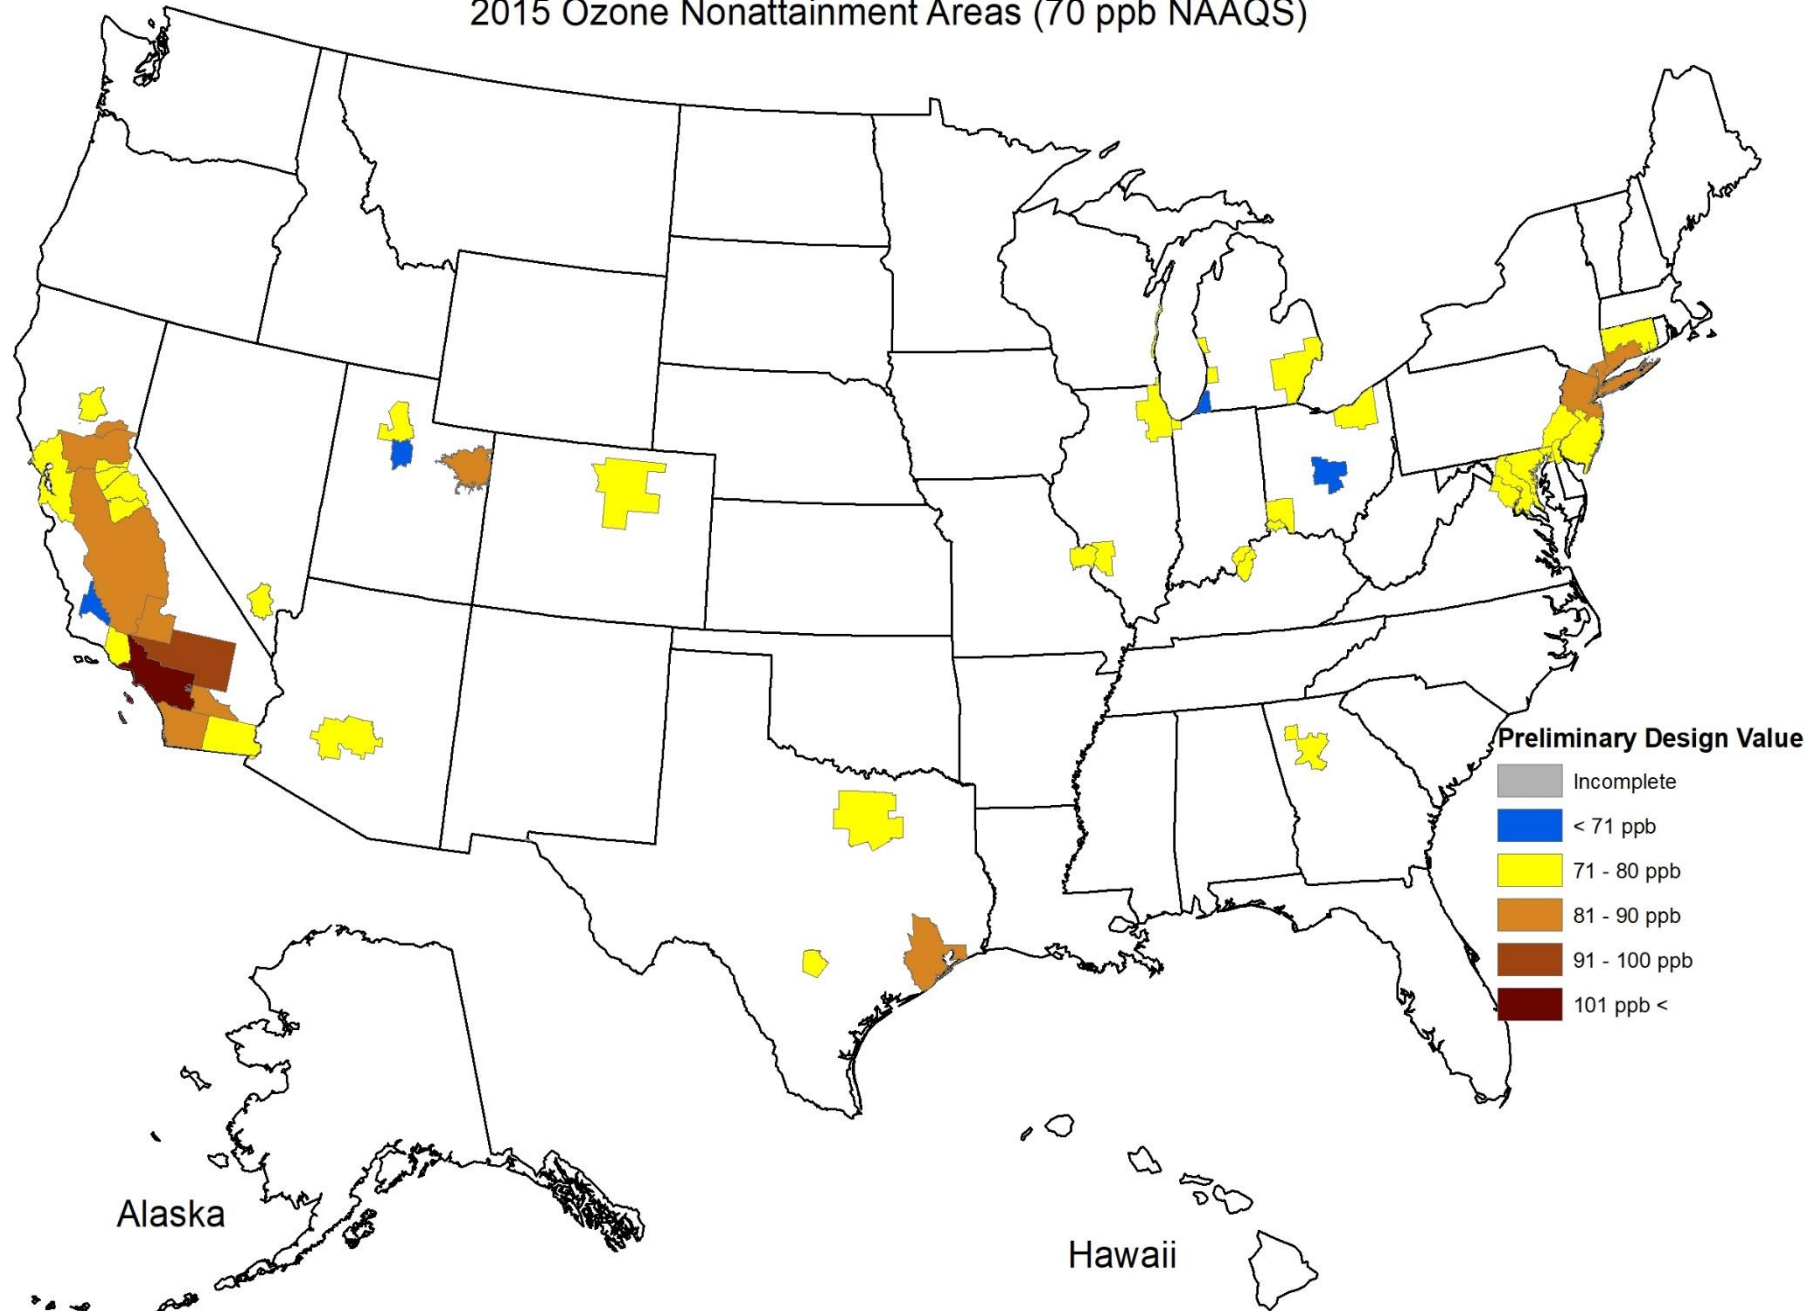 2015 Ozone Nonattainment Areas (70 ppb NAAQS)
Preliminary Design Value
Incomplete
< 71 ppb
71 - 80 ppb
81 - 90 ppb
91 - 100 ppb
101 ppb <
Alaska
Hawaii